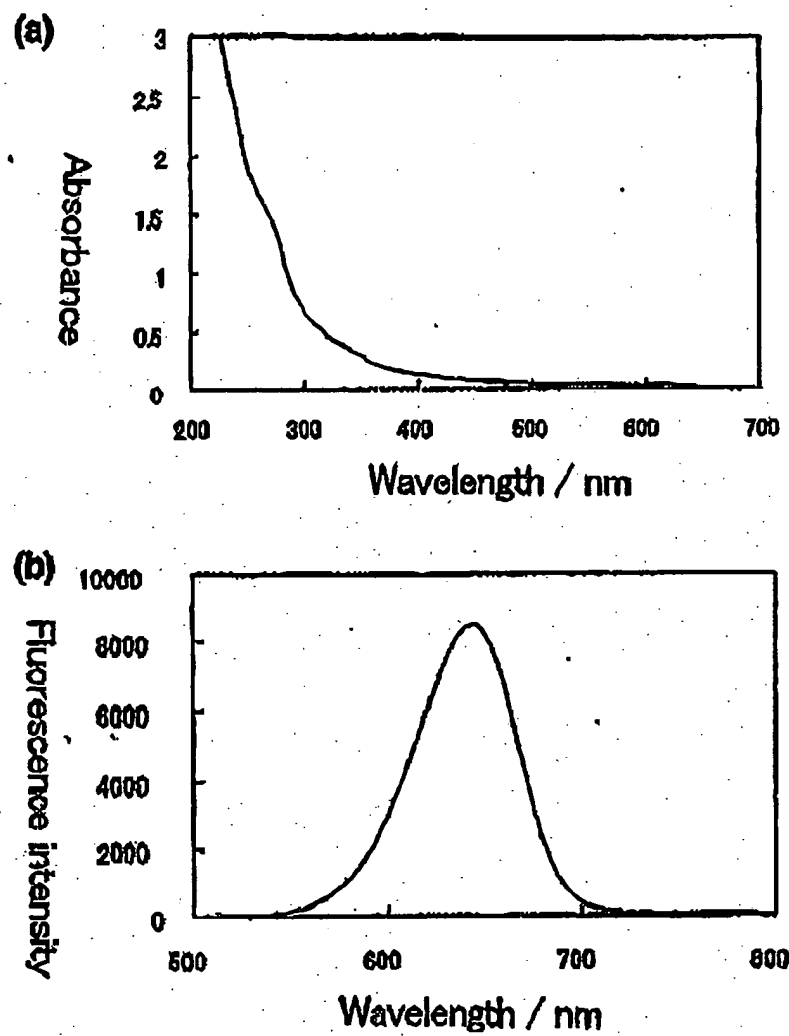 (a)
3
2.5
2
1.5
1
0.5
0
Absorbance
200 300 400 500 600 700
Wavelength / nm
(b)
10000
8000
6000
4000
2000
0
Fluorescence intensity
500 600 700 800
Wavelength / nm